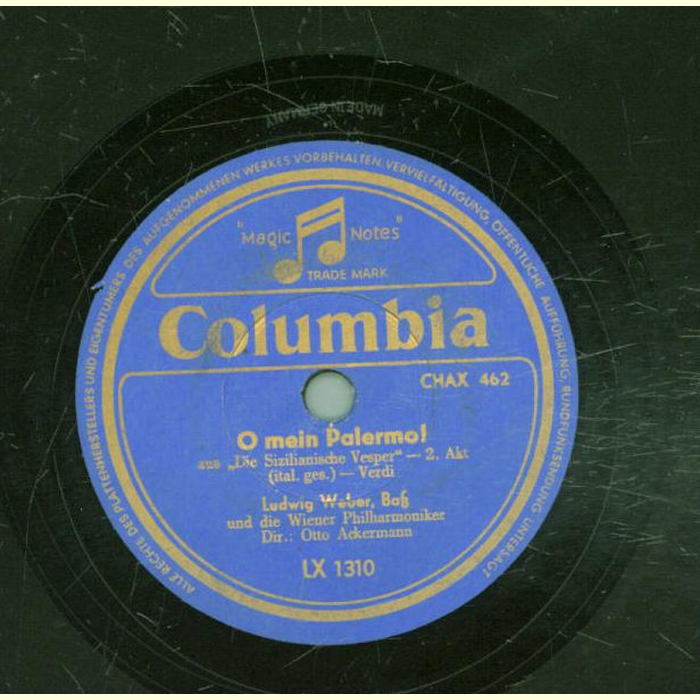 MADE IN GERMANY
ALLE RECHTE DES PLATTENHERSTELLERS UND EIGENTÜMERS DES AUFGENOMMENEN WERKES VORBEHALTEN. VERVIELFÄLTIGUNG, ÖFFENTLICHE AUFFÜHRUNG, RUNDFUNKSENDUNG UNTERSAGT
"Magic Notes"
TRADE MARK
Columbia
CHAX 462
O mein Palermo!
aus „Die Sizilianische Vesper“ — 2. Akt
(ital. ges.) — Verdi
Ludwig Weber, Baß
und die Wiener Philharmoniker
Dir.: Otto Ackermann
LX 1310